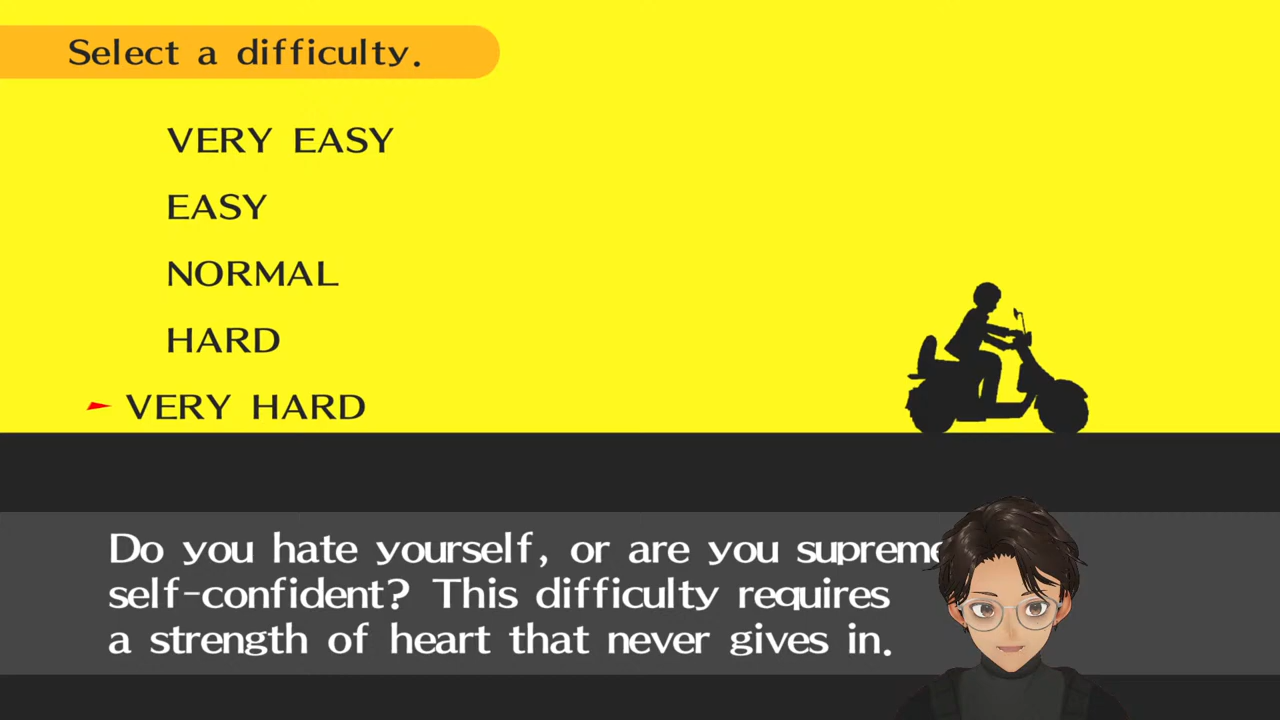 Select a difficulty.
VERY EASY
EASY
NORMAL
HARD
VERY HARD
Do you hate yourself, or are you
self-confident? This difficulty requires
a strength of heart that never gives in.